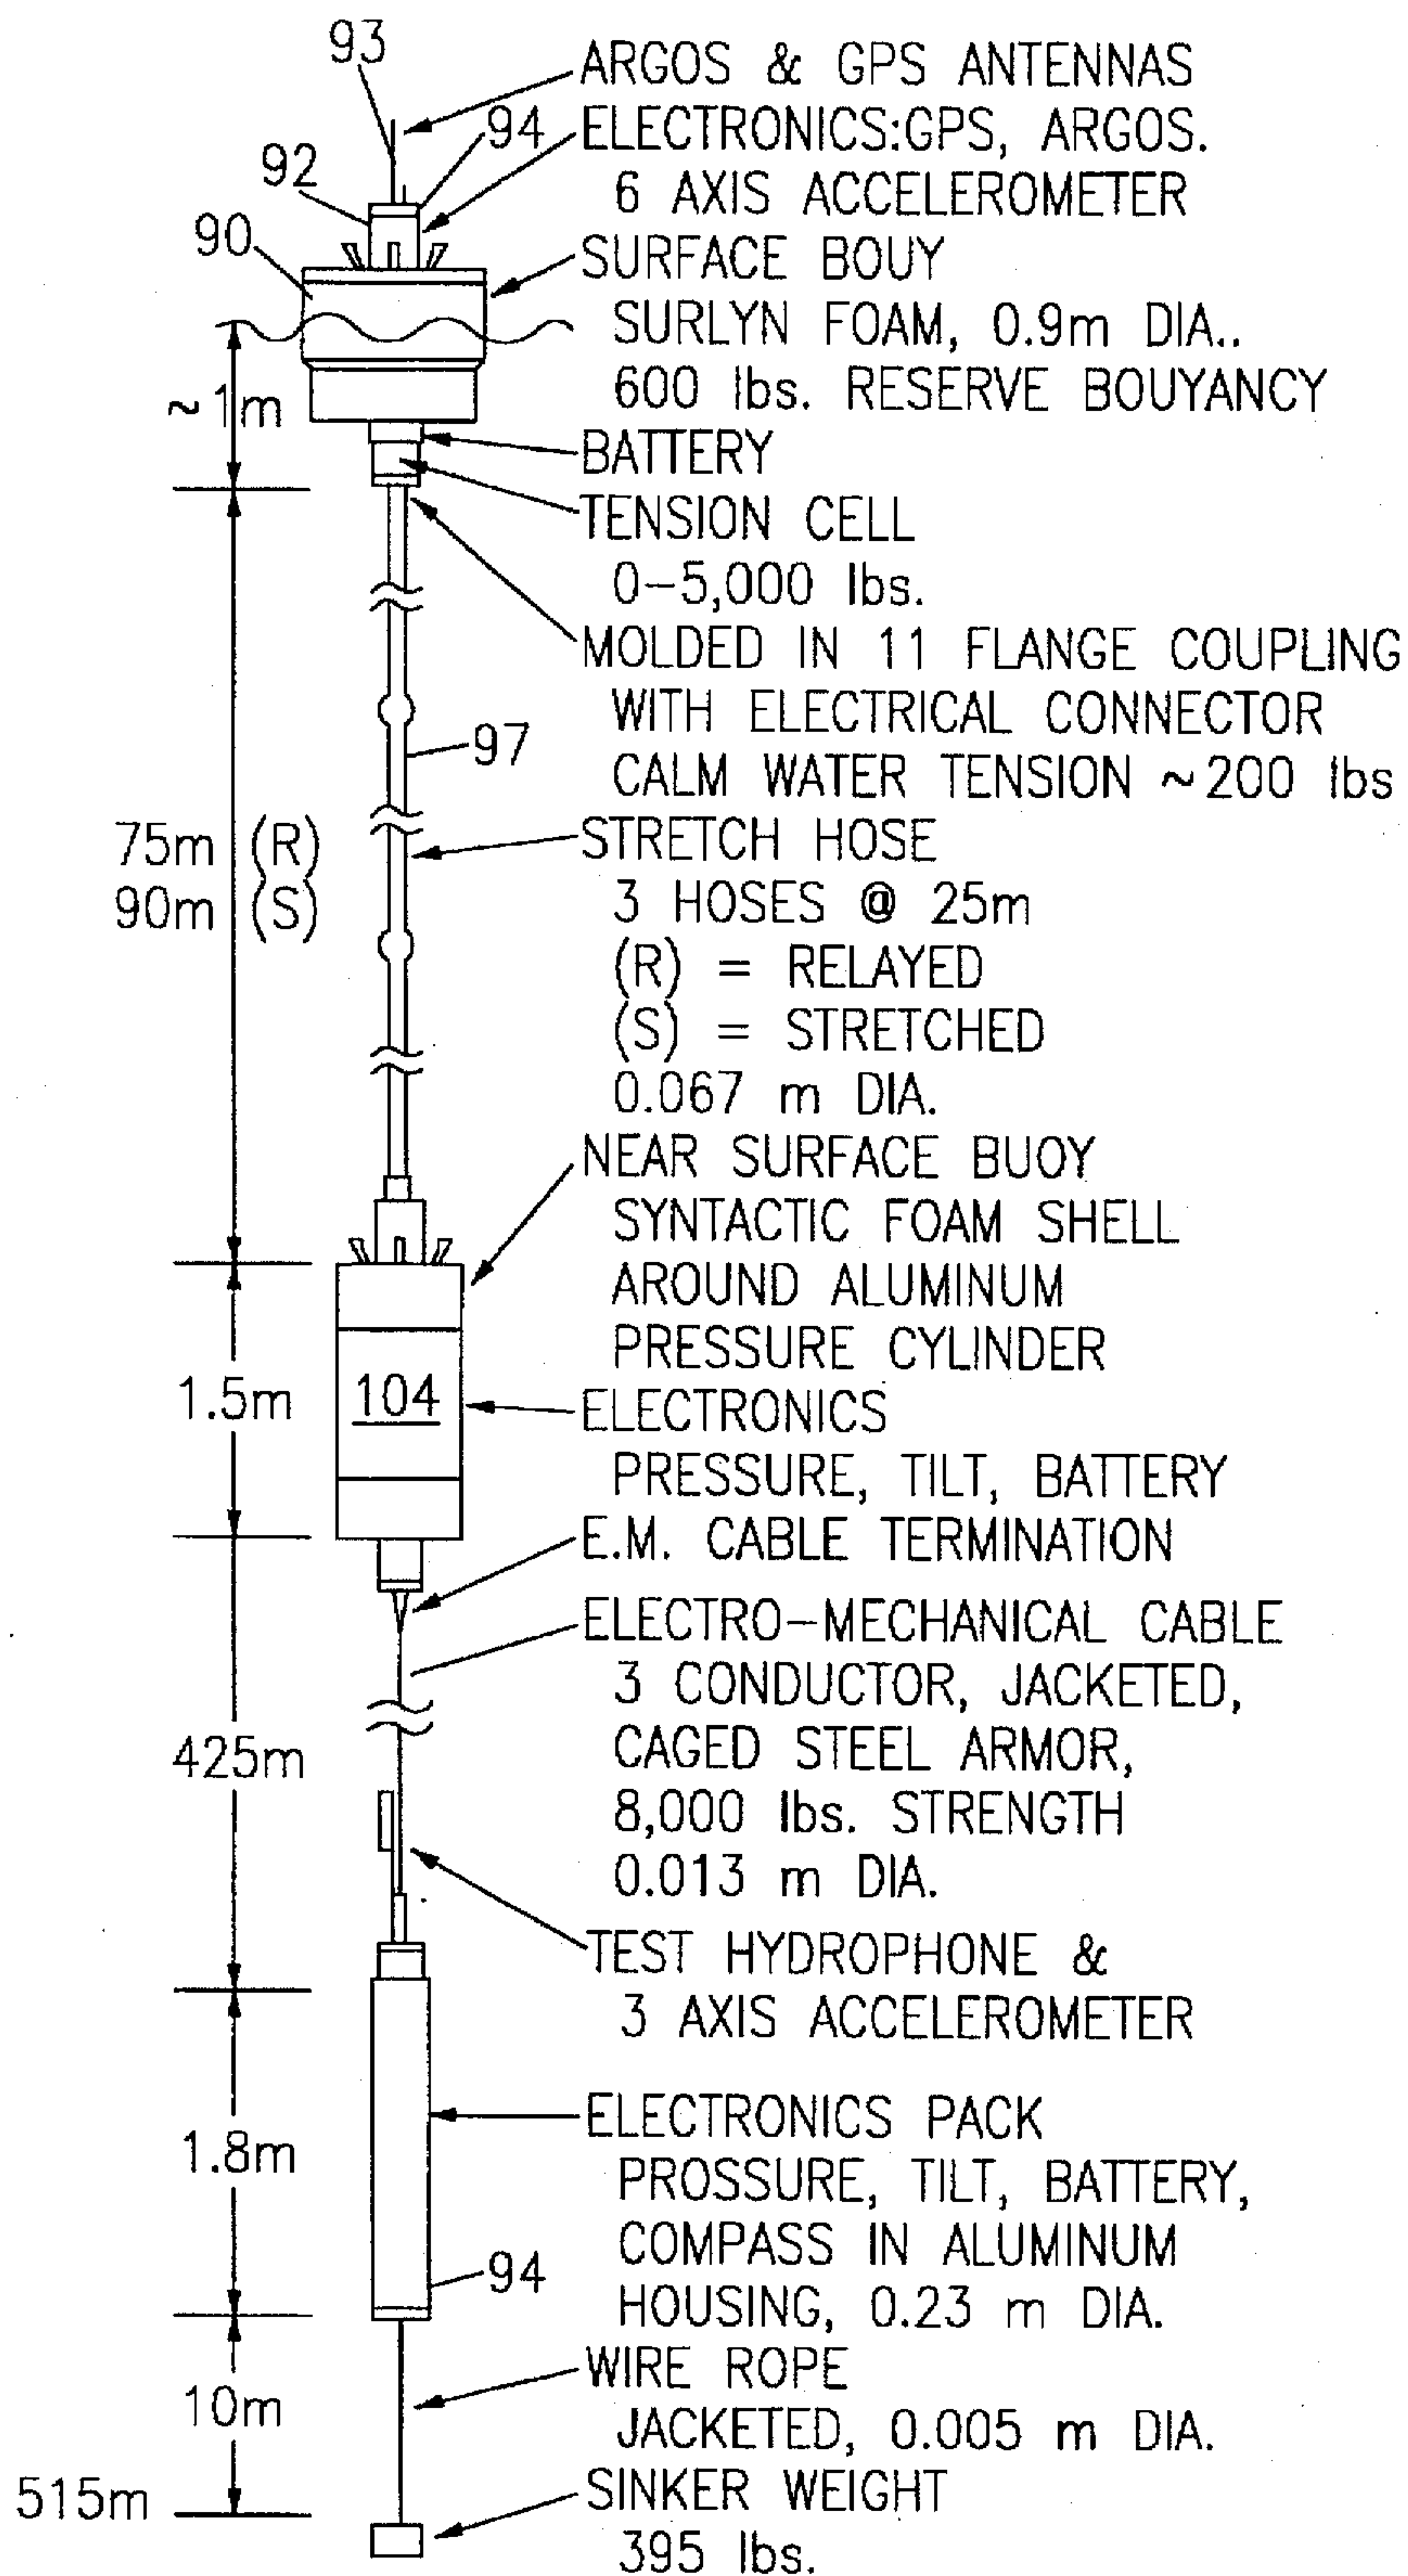 93
ARGOS & GPS ANTENNAS
94
ELECTRONICS:GPS, ARGOS.
92
6 AXIS ACCELEROMETER
90
SURFACE BOUY
SURLYN FOAM, 0.9m DIA..
~1m
600 lbs. RESERVE BOUYANCY
BATTERY
TENSION CELL
0-5,000 lbs.
MOLDED IN 11 FLANGE COUPLING
WITH ELECTRICAL CONNECTOR
97
CALM WATER TENSION ~200 lbs
75m (R)
90m (S)
STRETCH HOSE
3 HOSES @ 25m
(R) = RELAYED
(S) = STRETCHED
0.067 m DIA.
NEAR SURFACE BUOY
SYNTACTIC FOAM SHELL
AROUND ALUMINUM
PRESSURE CYLINDER
1.5m
104
ELECTRONICS
PRESSURE, TILT, BATTERY
E.M. CABLE TERMINATION
ELECTRO-MECHANICAL CABLE
3 CONDUCTOR, JACKETED,
425m
CAGED STEEL ARMOR,
8,000 lbs. STRENGTH
0.013 m DIA.
TEST HYDROPHONE &
3 AXIS ACCELEROMETER
ELECTRONICS PACK
1.8m
PROSSURE, TILT, BATTERY,
COMPASS IN ALUMINUM
94
HOUSING, 0.23 m DIA.
WIRE ROPE
10m
JACKETED, 0.005 m DIA.
515m
SINKER WEIGHT
395 lbs.